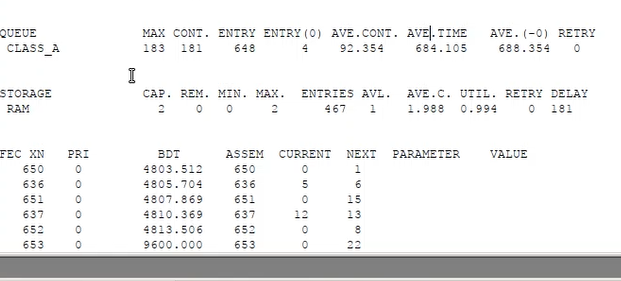 QUEUE MAX CONT. ENTRY ENTRY(0) AVE.CONT. AVE.TIME AVE.(-0) RETRY
CLASS_A 183 181 648 4 92.354 684.105 688.354 0
STORAGE CAP. REM. MIN. MAX. ENTRIES AVL. AVE.C. UTIL. RETRY DELAY
RAM 2 0 0 2 467 1 1.988 0.994 0 181
FEC XN PRI BDT ASSEM CURRENT NEXT PARAMETER VALUE
650 0 4803.512 650 0 1
636 0 4805.704 636 5 6
651 0 4807.869 651 0 15
637 0 4810.369 637 12 13
652 0 4813.506 652 0 8
653 0 9600.000 653 0 22